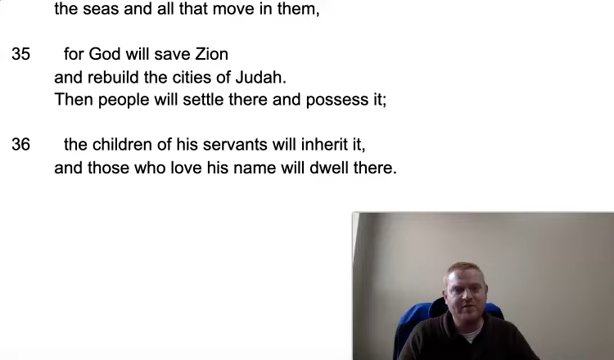 the seas and all that move in them,
35 for God will save Zion
and rebuild the cities of Judah.
Then people will settle there and possess it;
36 the children of his servants will inherit it,
and those who love his name will dwell there.